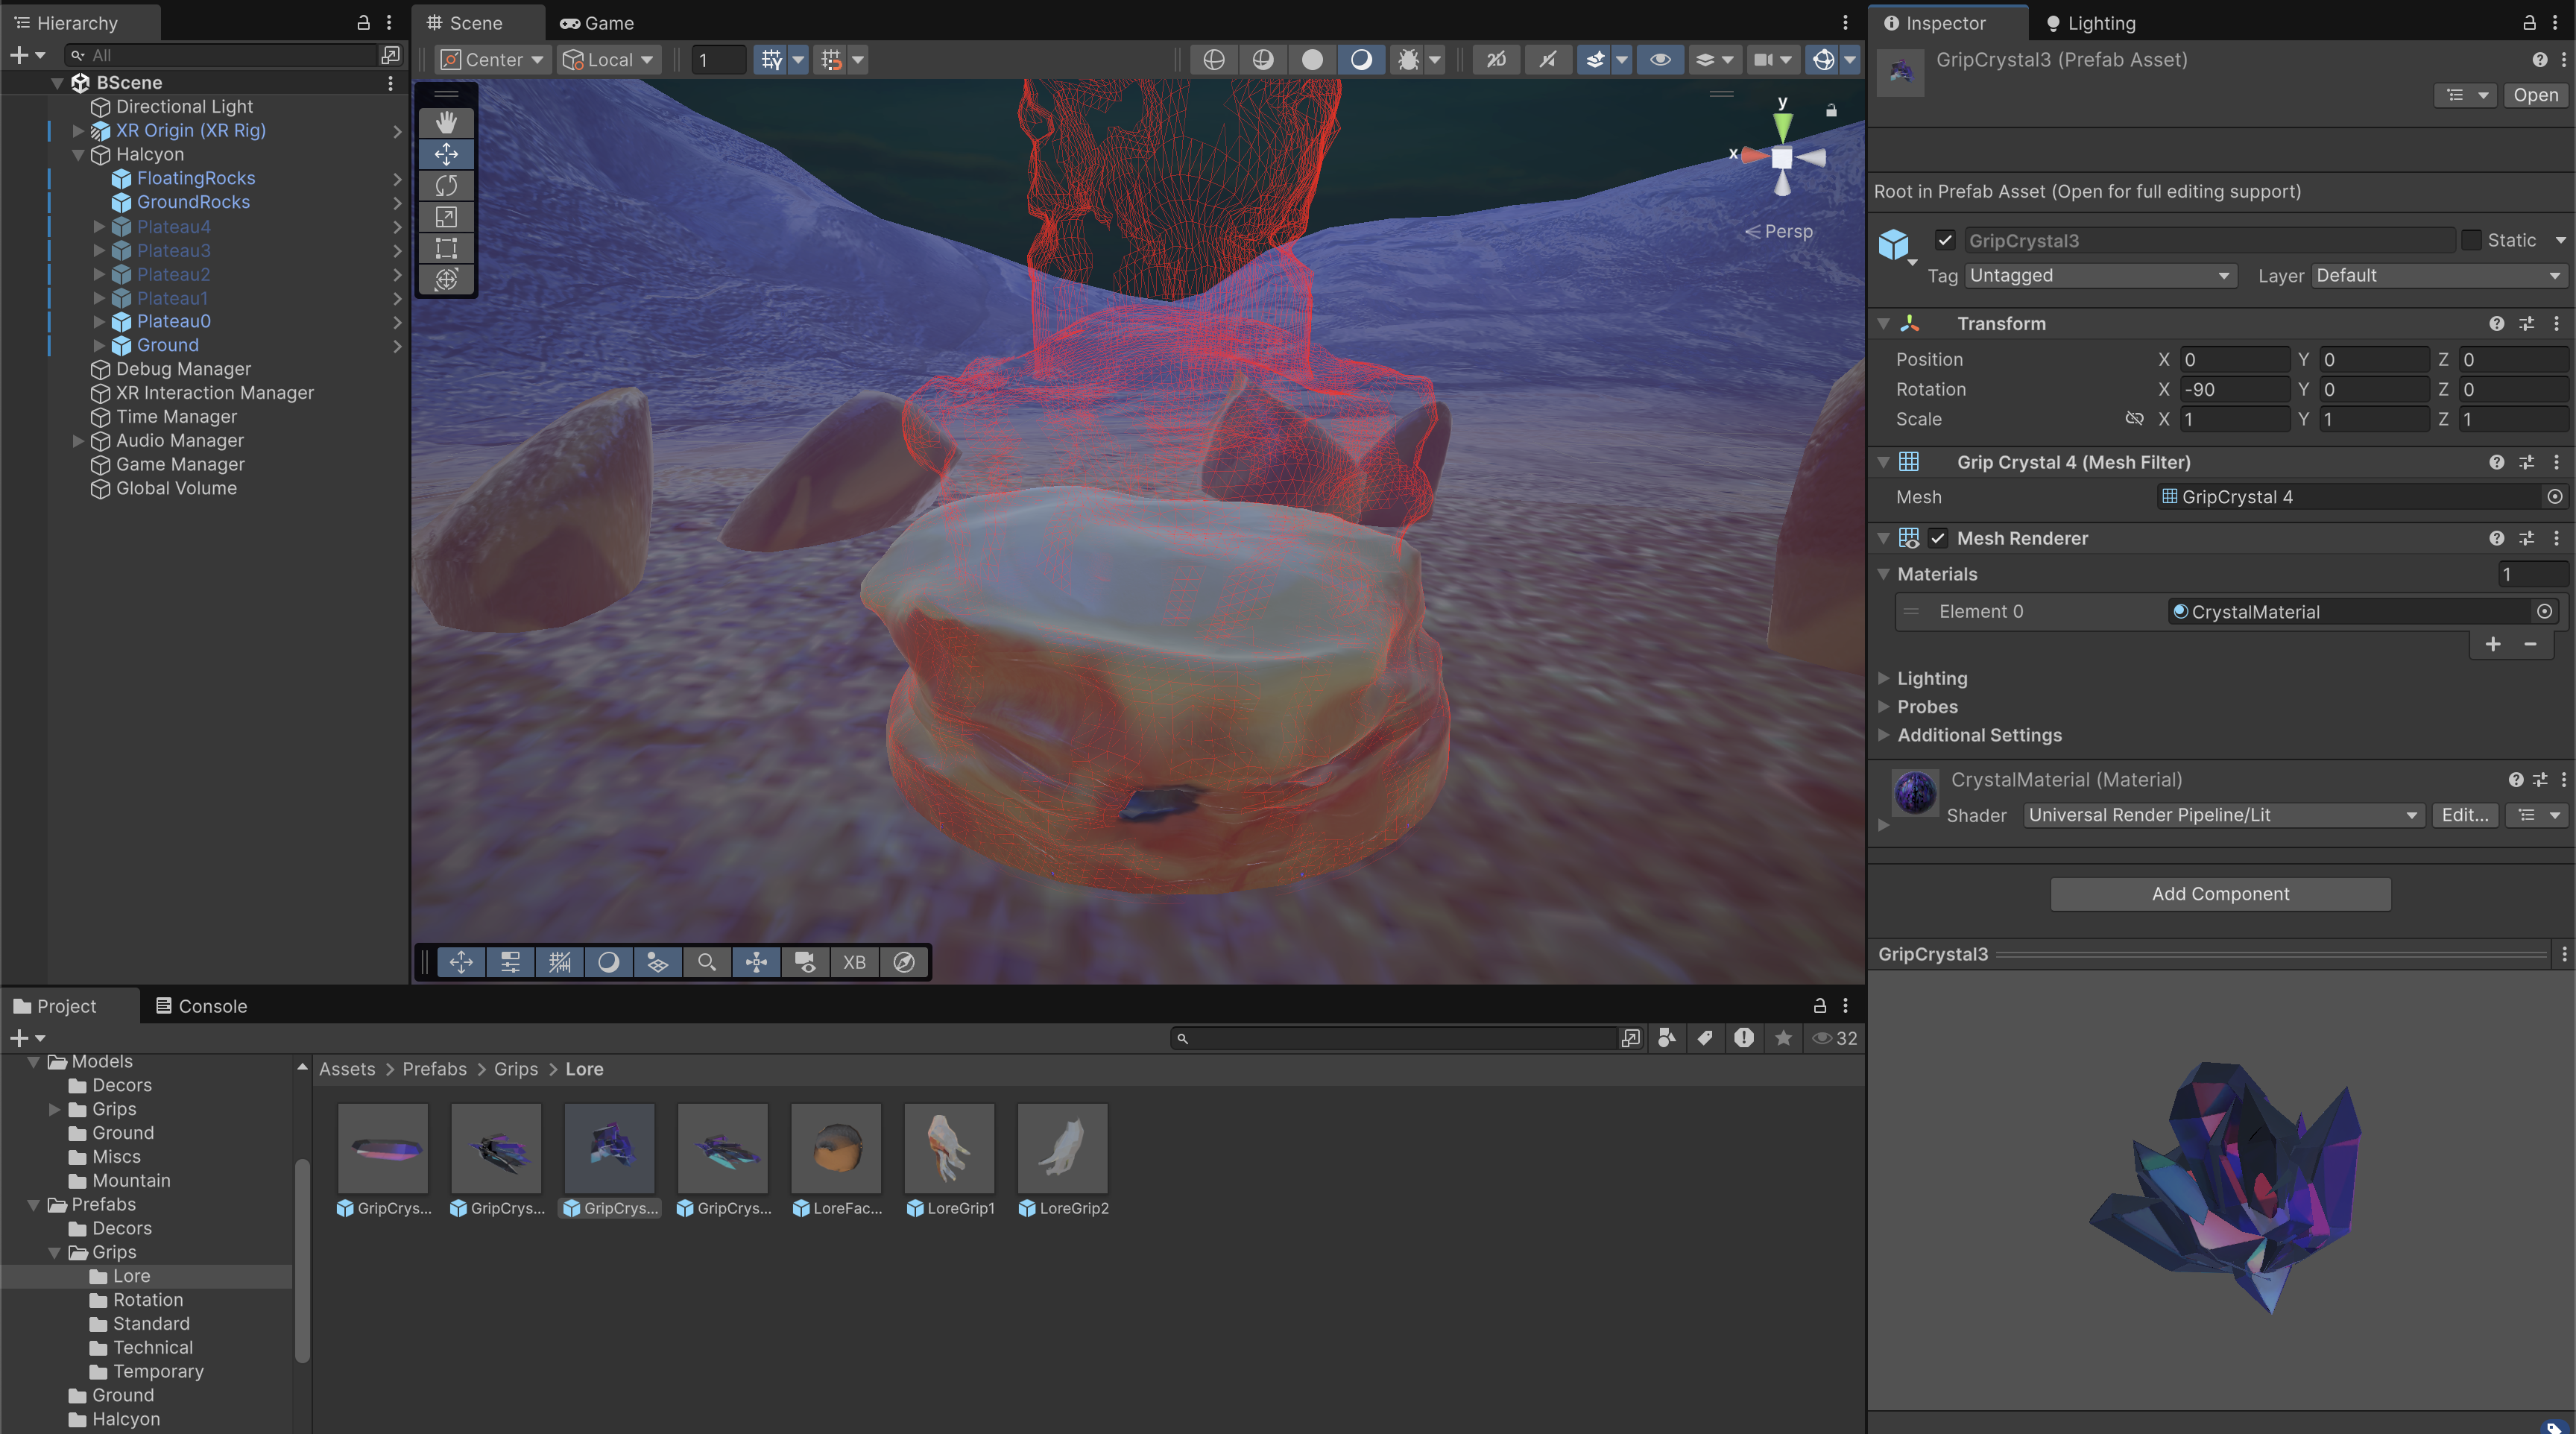 Hierarchy
All
BScene
Directional Light
XR Origin (XR Rig)
Halcyon
FloatingRocks
GroundRocks
Plateau4
Plateau3
Plateau2
Plateau1
Plateau0
Ground
Debug Manager
XR Interaction Manager
Time Manager
Audio Manager
Game Manager
Global Volume
Scene
Game
Center
Local
1
2D
y
x
Persp
XB
Inspector
Lighting
GripCrystal3 (Prefab Asset)
Open
Root in Prefab Asset (Open for full editing support)
GripCrystal3
Static
Tag Untagged
Layer Default
Transform
Position X 0 Y 0 Z 0
Rotation X -90 Y 0 Z 0
Scale X 1 Y 1 Z 1
Grip Crystal 4 (Mesh Filter)
Mesh GripCrystal 4
Mesh Renderer
Materials 1
Element 0 CrystalMaterial
Lighting
Probes
Additional Settings
CrystalMaterial (Material)
Shader Universal Render Pipeline/Lit Edit...
Add Component
GripCrystal3
Project
Console
32
Models
Decors
Grips
Ground
Miscs
Mountain
Prefabs
Decors
Grips
Lore
Rotation
Standard
Technical
Temporary
Ground
Halcyon
Assets > Prefabs > Grips > Lore
GripCrys...
GripCrys...
GripCrys...
GripCrys...
LoreFac...
LoreGrip1
LoreGrip2